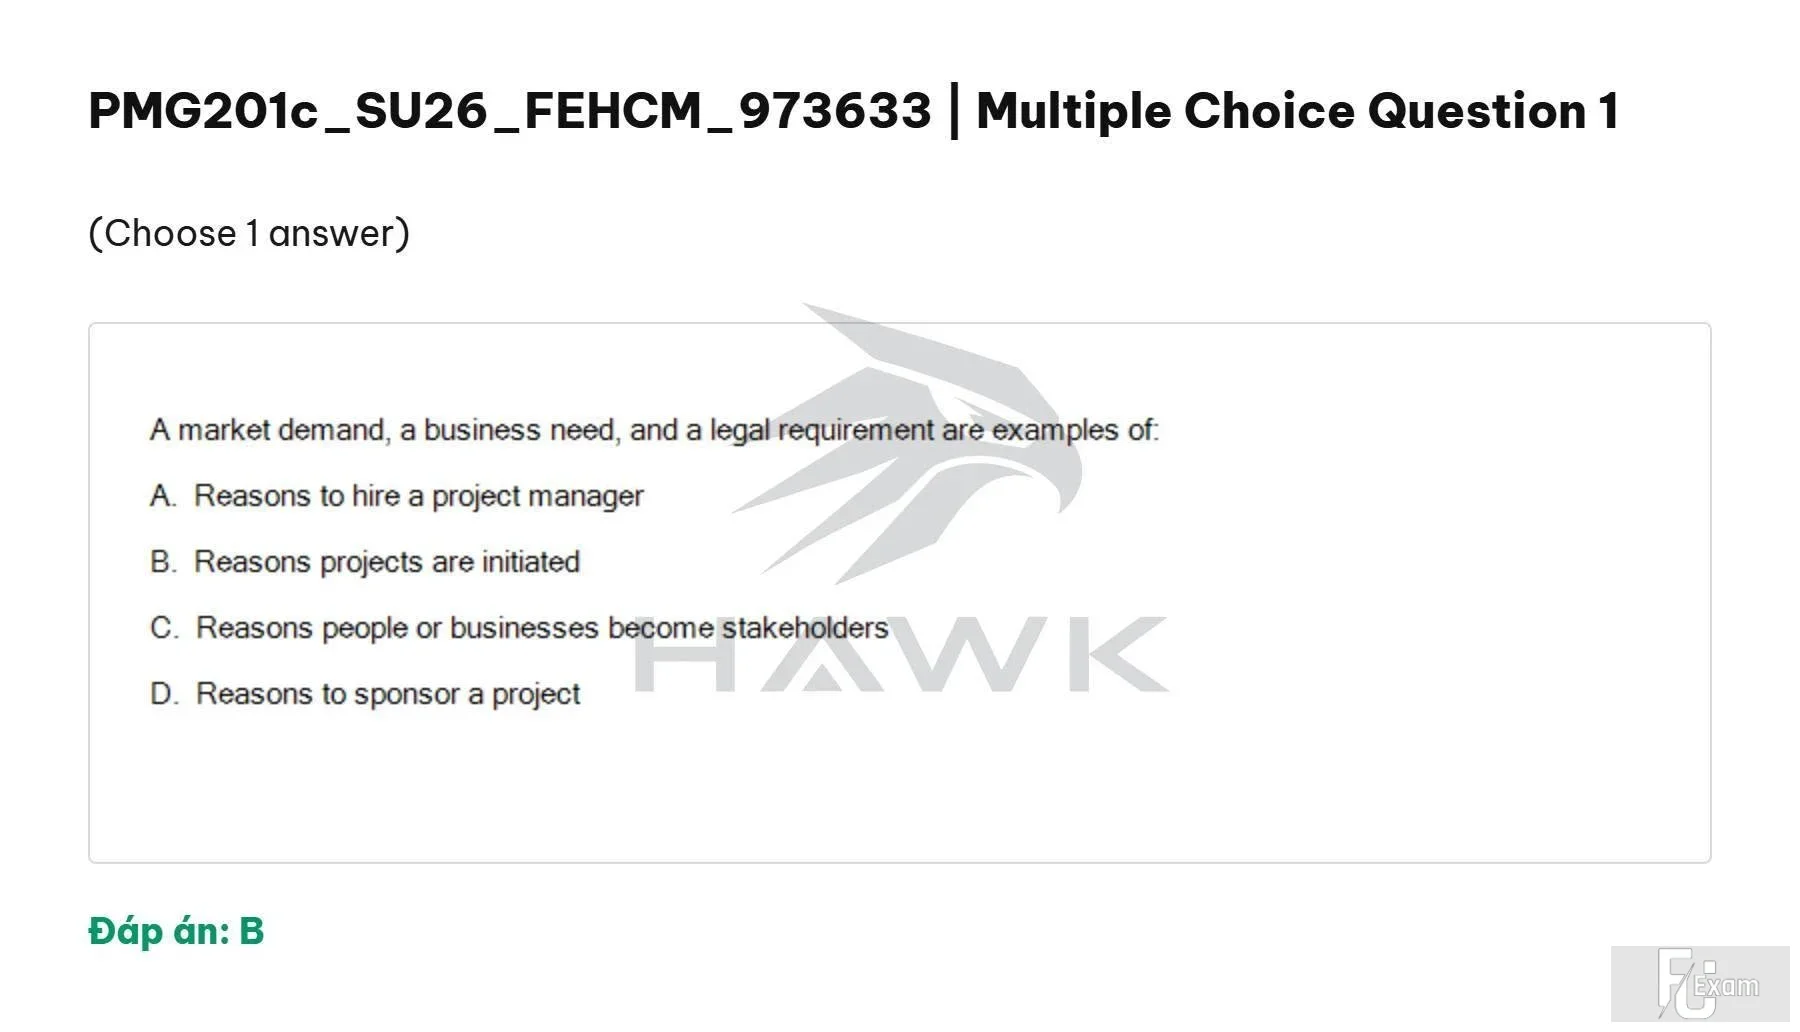 PMG201c_SU26_FEHCM_973633 | Multiple Choice Question 1
(Choose 1 answer)
A market demand, a business need, and a legal requirement are examples of:
A. Reasons to hire a project manager
B. Reasons projects are initiated
C. Reasons people or businesses become stakeholders
D. Reasons to sponsor a project
HAWK
Đáp án: B
FU Exam